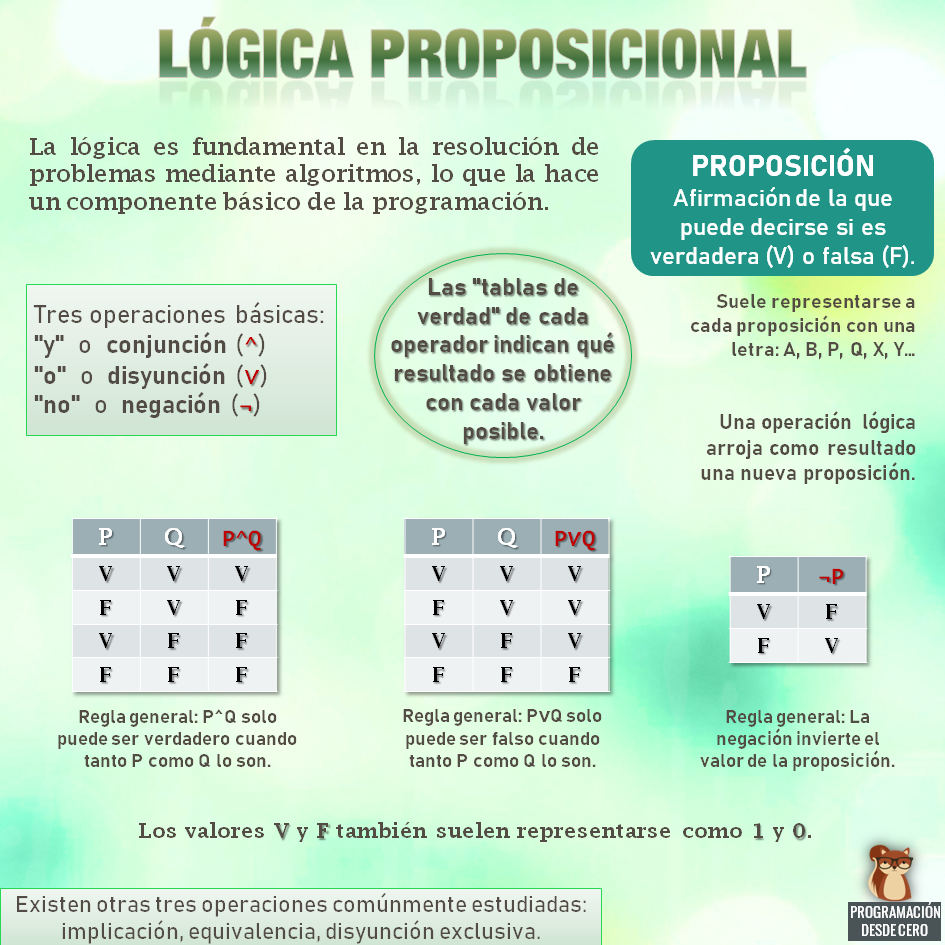 LÓGICA PROPOSICIONAL
La lógica es fundamental en la resolución de
problemas mediante algoritmos, lo que la hace
un componente básico de la programación.
PROPOSICIÓN
Afirmación de la que
puede decirse si es
verdadera (V) o falsa (F).
Suele representarse a
cada proposición con una
letra: A, B, P, Q, X, Y...
Tres operaciones básicas:
"y" o conjunción (^)
"o" o disyunción (V)
"no" o negación (¬)
Las "tablas de
verdad" de cada
operador indican qué
resultado se obtiene
con cada valor
posible.
Una operación lógica
arroja como resultado
una nueva proposición.
P Q P^Q
V V V
F V F
V F F
F F F
Regla general: P^Q solo
puede ser verdadero cuando
tanto P como Q lo son.
P Q PVQ
V V V
F V V
V F V
F F F
Regla general: PVQ solo
puede ser falso cuando
tanto P como Q lo son.
P ¬P
V F
F V
Regla general: La
negación invierte el
valor de la proposición.
Los valores V y F también suelen representarse como 1 y 0.
Existen otras tres operaciones comúnmente estudiadas:
implicación, equivalencia, disyunción exclusiva.
PROGRAMACIÓN
DESDE CERO